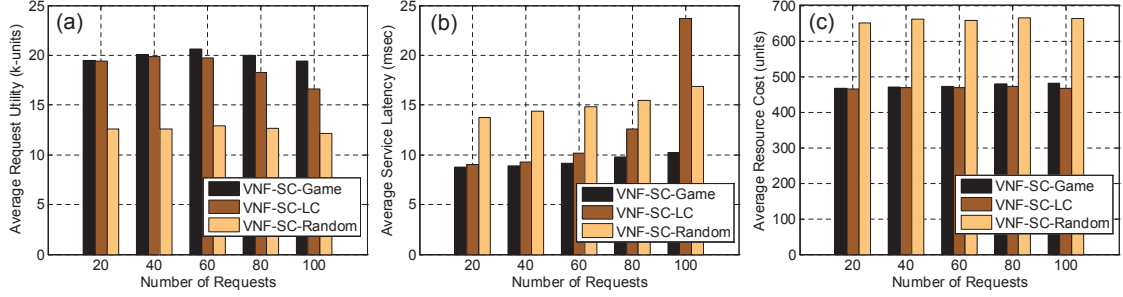 (a)
Average Request Utility (k-units)
25
20
15
10
5
0
VNF-SC-Game
VNF-SC-LC
VNF-SC-Random
20 40 60 80 100
Number of Requests
(b)
Average Service Latency (msec)
25
20
15
10
5
0
VNF-SC-Game
VNF-SC-LC
VNF-SC-Random
20 40 60 80 100
Number of Requests
(c)
Average Resource Cost (units)
700
600
500
400
300
200
100
0
VNF-SC-Game
VNF-SC-LC
VNF-SC-Random
20 40 60 80 100
Number of Requests